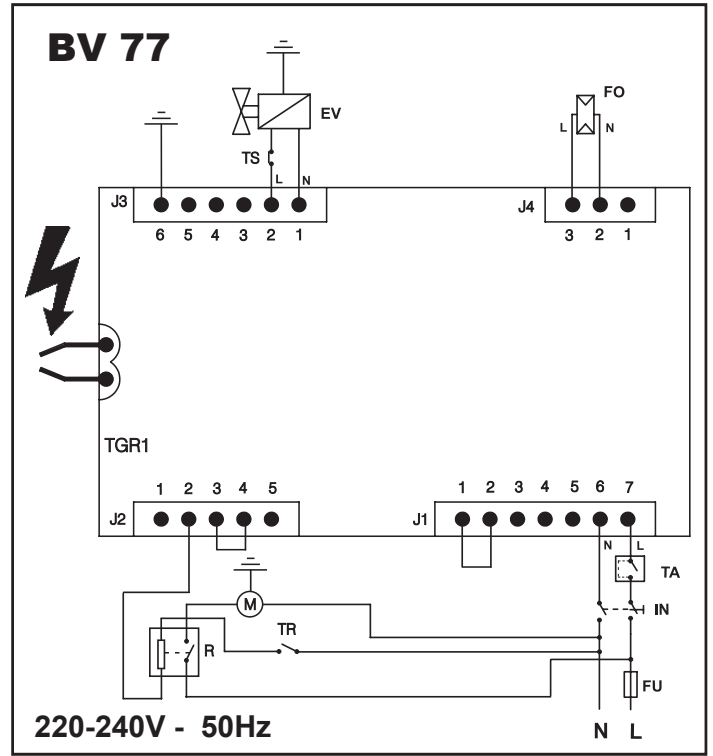 BV 77
EV
FO
L N
TS
L N
J3
J4
6 5 4 3 2 1
3 2 1
TGR1
1 2 3 4 5
1 2 3 4 5 6 7
J2
J1
N L
TA
M
IN
TR
R
FU
220-240V - 50Hz
N L